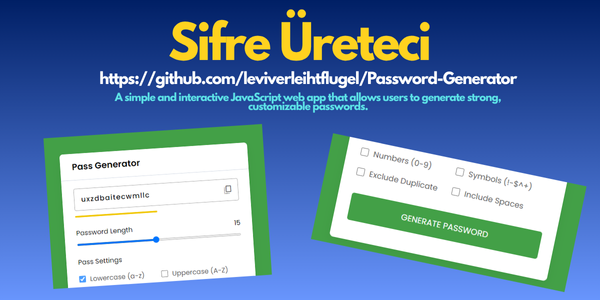 Sifre Üreteci
https://github.com/leviverleihtflugel/Password-Generator
A simple and interactive JavaScript web app that allows users to generate strong,
customizable passwords.
Pass Generator
uxzdbaitecwmllc
Password Length 15
Pass Settings
Lowercase (a-z) Uppercase (A-Z)
Numbers (0-9) Symbols (!-$^+)
Exclude Duplicate Include Spaces
GENERATE PASSWORD